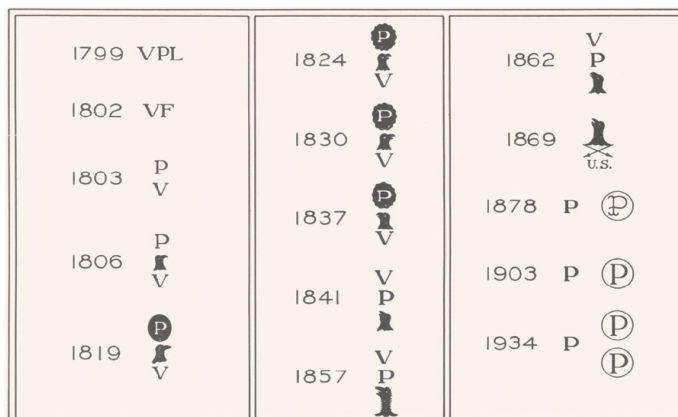 1799 VPL
1802 VF
1803 P
V
1806 P
V
1819 P
V
1824 P
V
1830 P
V
1837 P
V
1841 V
P
1857 V
P
1862 V
P
1869
U.S.
1878 P P
1903 P P
1934 P P
P